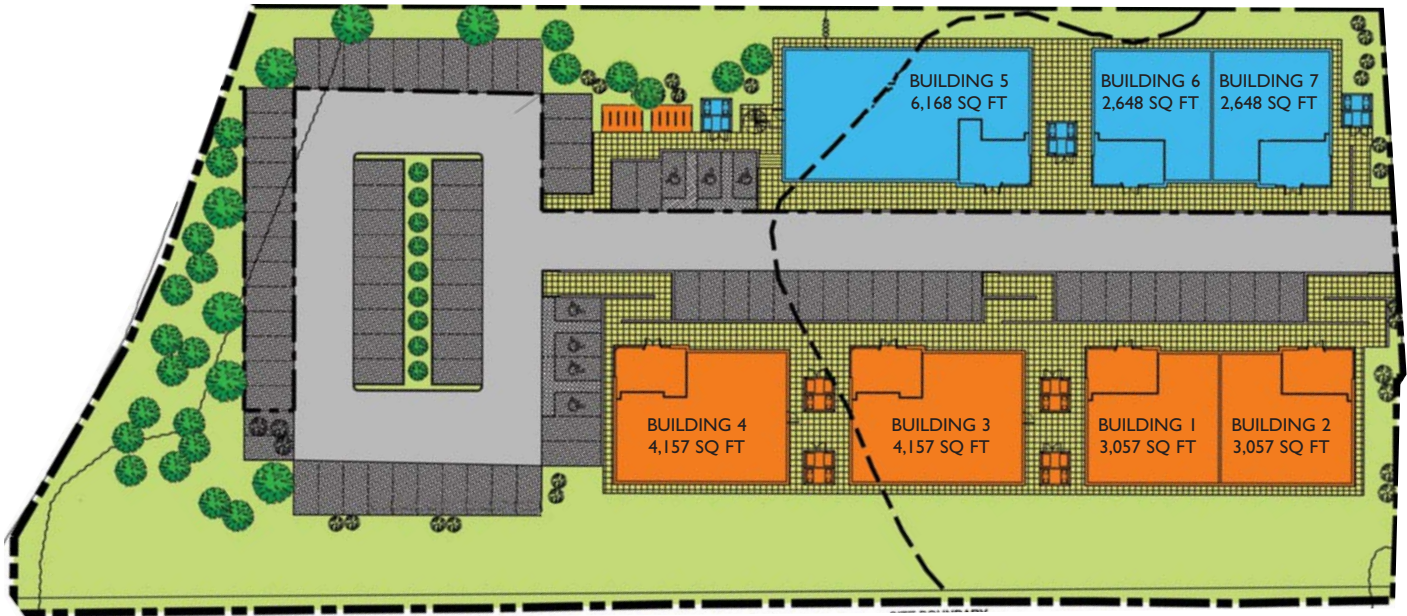 BUILDING 5
6,168 SQ FT
BUILDING 6
2,648 SQ FT
BUILDING 7
2,648 SQ FT
BUILDING 4
4,157 SQ FT
BUILDING 3
4,157 SQ FT
BUILDING 1
3,057 SQ FT
BUILDING 2
3,057 SQ FT
SITE BOUNDARY